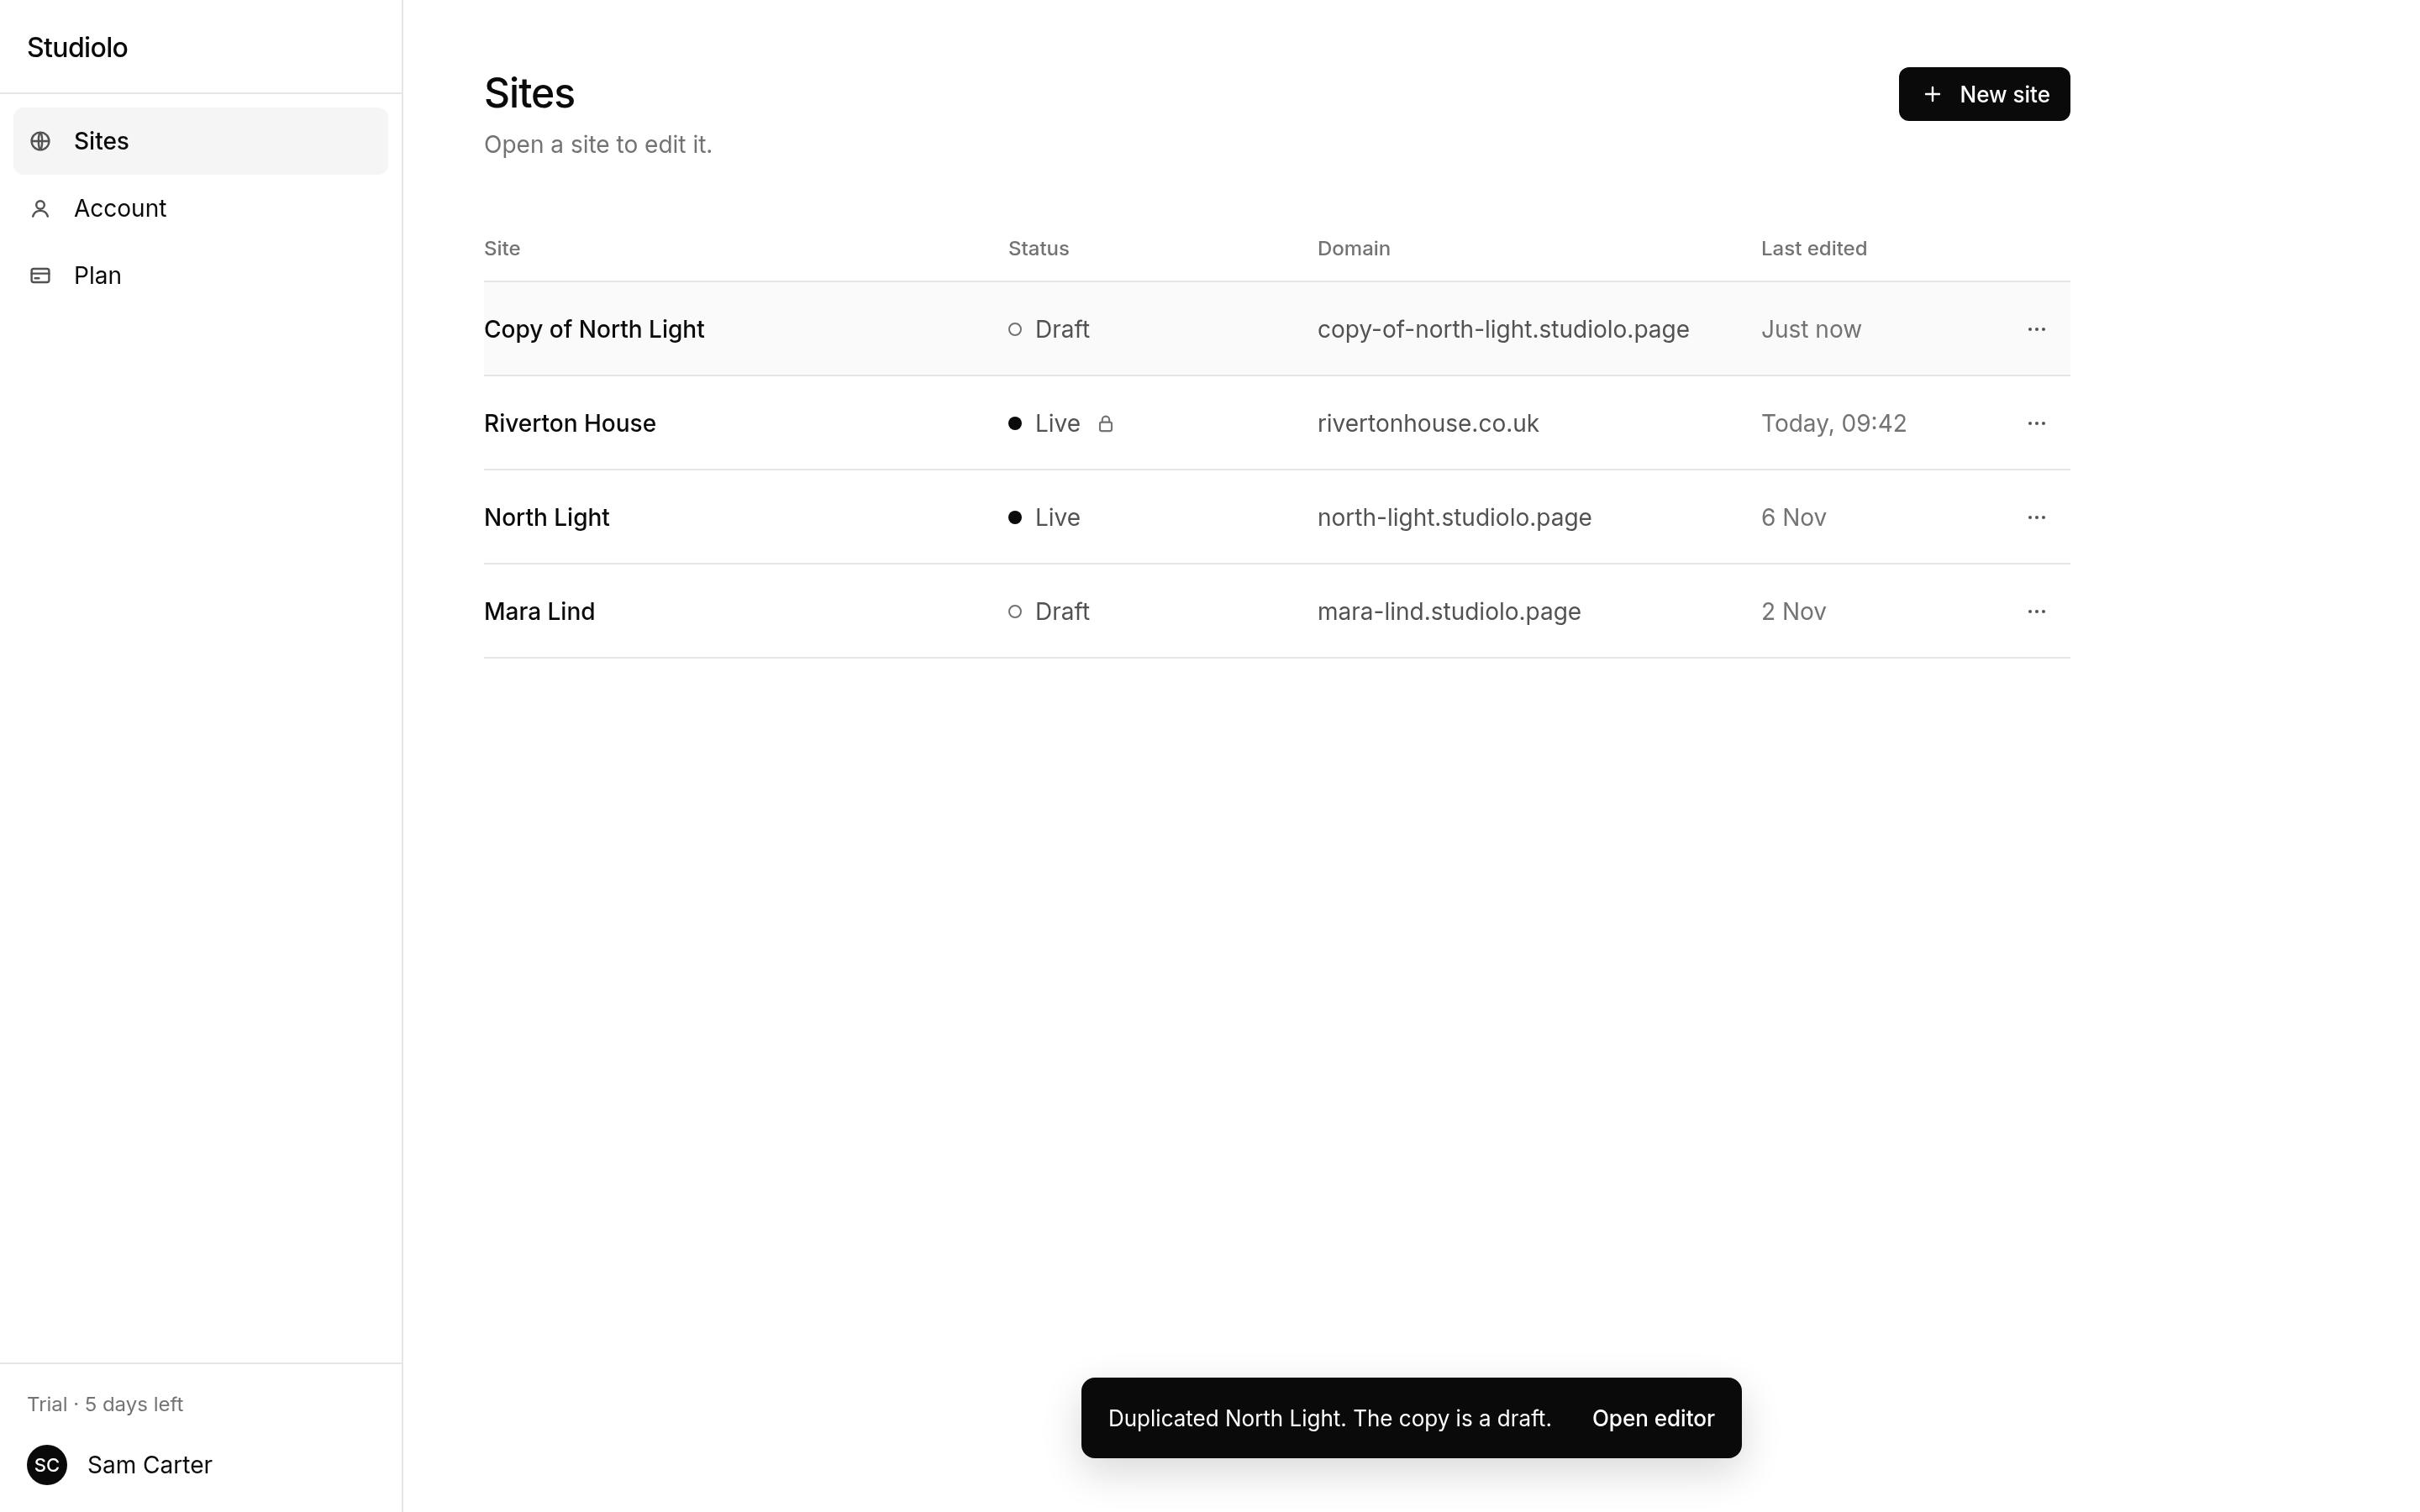 Studiolo
Sites
Account
Plan
Trial · 5 days left
SC
Sam Carter
Sites
Open a site to edit it.
New site
Site Status Domain Last edited
Copy of North Light Draft copy-of-north-light.studiolo.page Just now
Riverton House Live rivertonhouse.co.uk Today, 09:42
North Light Live north-light.studiolo.page 6 Nov
Mara Lind Draft mara-lind.studiolo.page 2 Nov
Duplicated North Light. The copy is a draft. Open editor